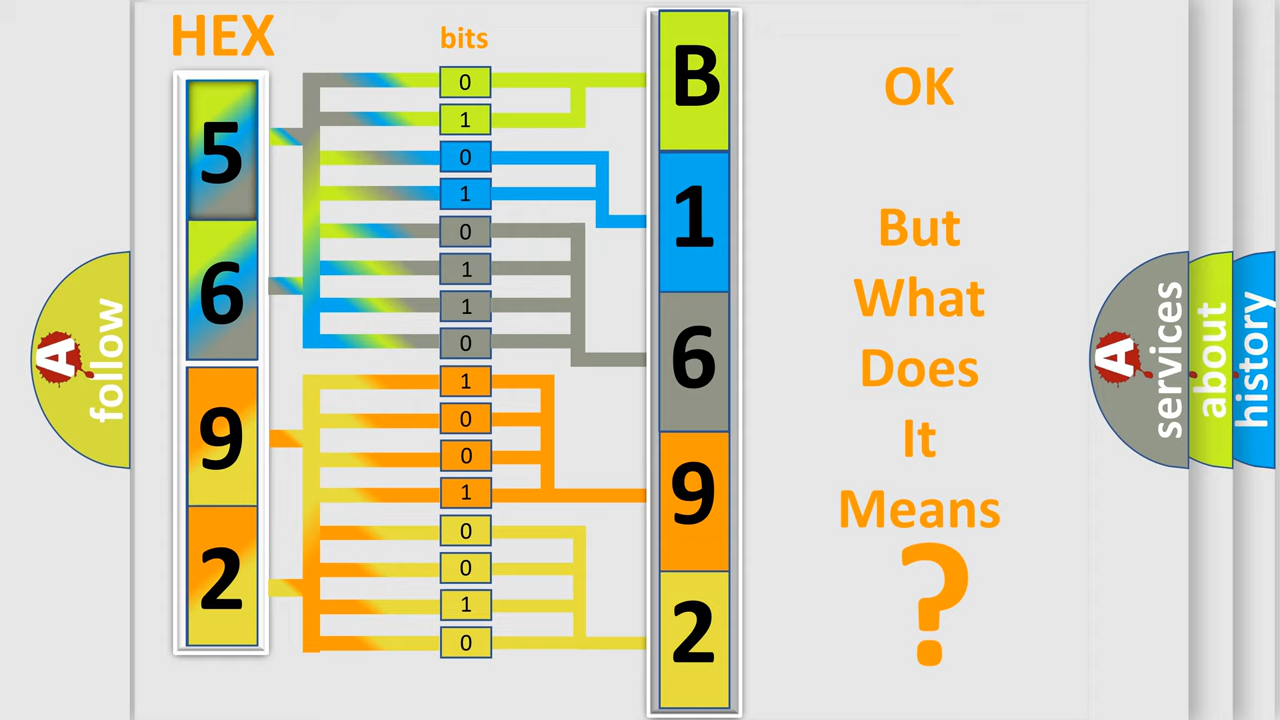 HEX
bits
5
6
9
2
0
1
0
1
0
1
1
0
1
0
0
1
0
0
1
0
B
1
6
9
2
OK
But
What
Does
It
Means
?
A
follow
A
services
about
history